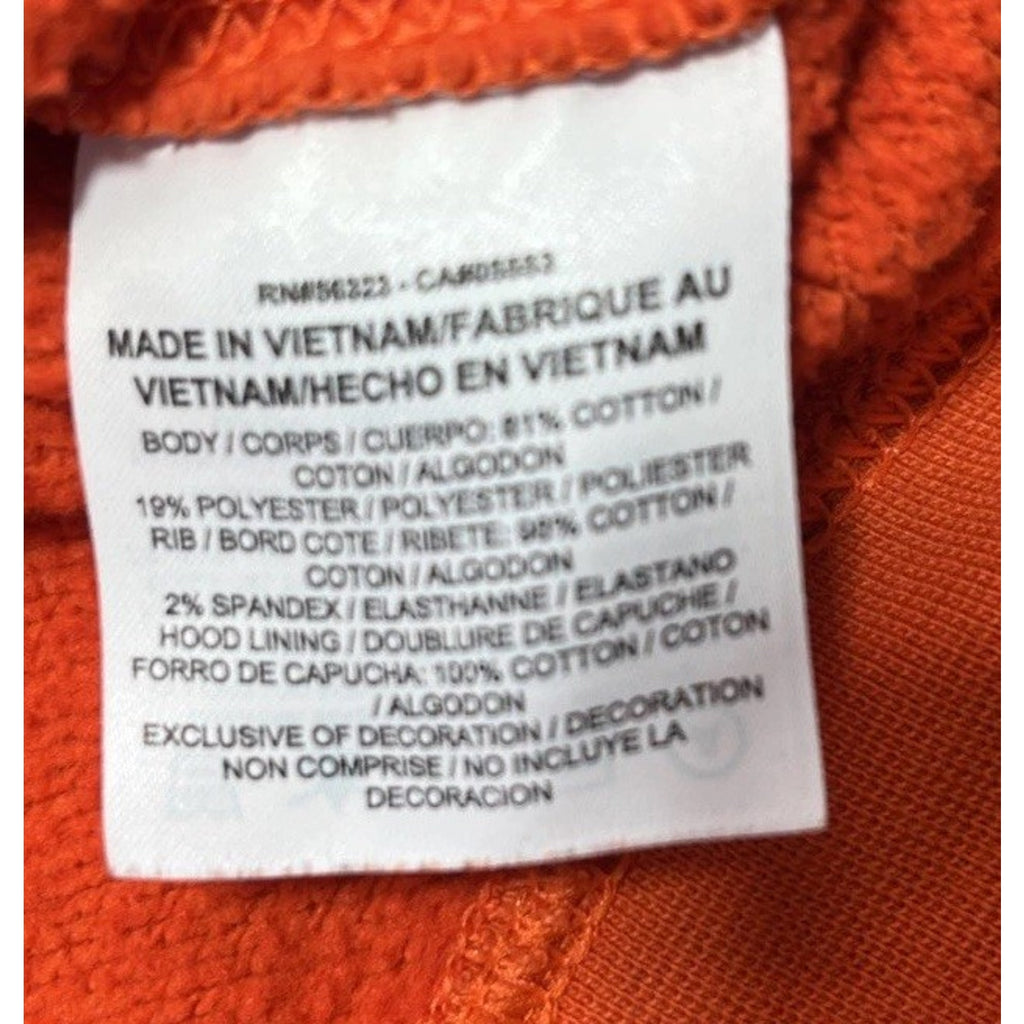 RN#56323 - CA#05553
MADE IN VIETNAM/FABRIQUE AU
VIETNAM/HECHO EN VIETNAM
BODY / CORPS / CUERPO: 81% COTTON /
COTON / ALGODON
19% POLYESTER / POLYESTER / POLIESTER
RIB / BORD COTE / RIBETE: 98% COTTON /
COTON / ALGODON
2% SPANDEX / ELASTHANNE / ELASTANO
HOOD LINING / DOUBLURE DE CAPUCHE /
FORRO DE CAPUCHA: 100% COTTON / COTON
/ ALGODON
EXCLUSIVE OF DECORATION / DECORATION
NON COMPRISE / NO INCLUYE LA
DECORACION